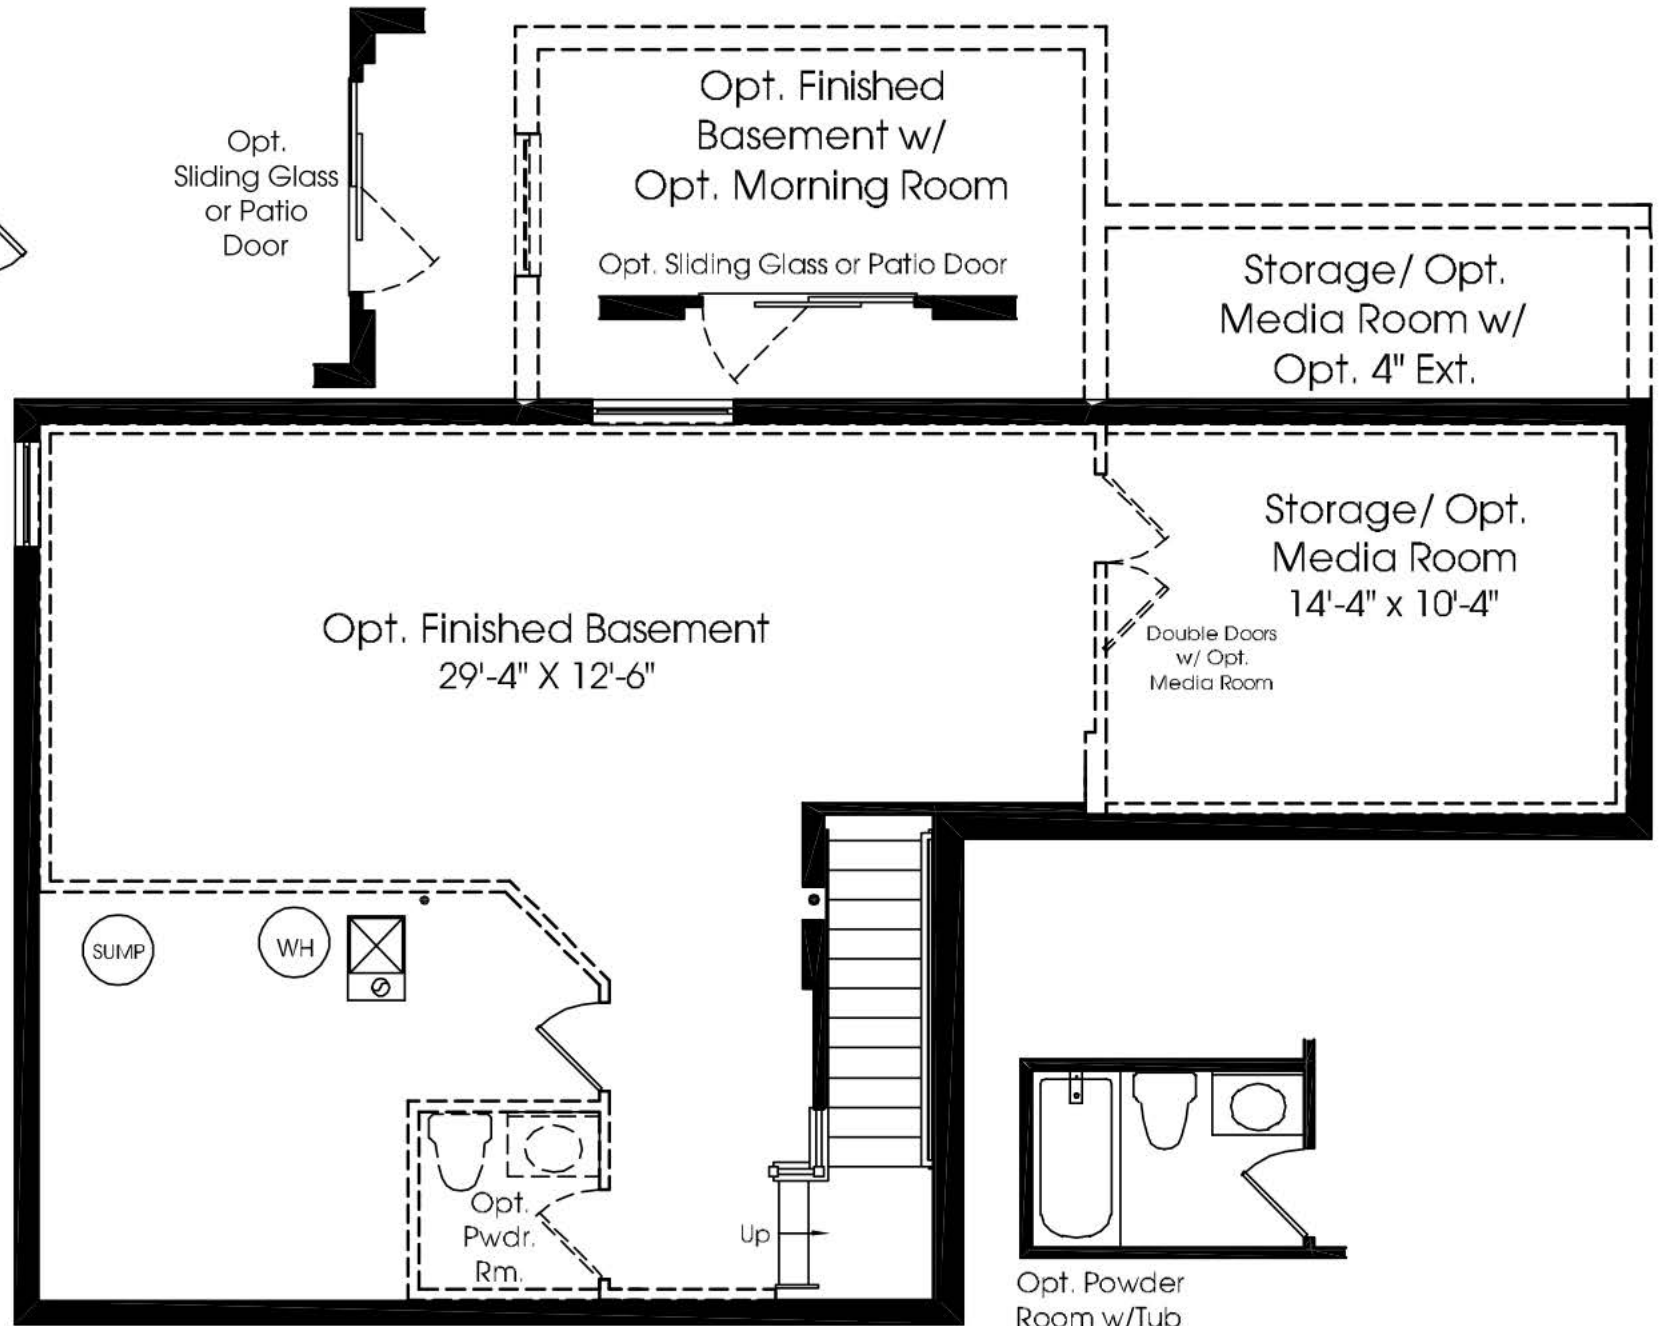 Opt.
Sliding Glass
or Patio
Door
Opt. Finished
Basement w/
Opt. Morning Room
Opt. Sliding Glass or Patio Door
Storage/ Opt.
Media Room w/
Opt. 4" Ext.
Opt. Finished Basement
29'-4" X 12'-6"
Storage/ Opt.
Media Room
14'-4" x 10'-4"
Double Doors
w/ Opt.
Media Room
SUMP
WH
Opt.
Pwdr.
Rm.
Up
Opt. Powder
Room w/Tub